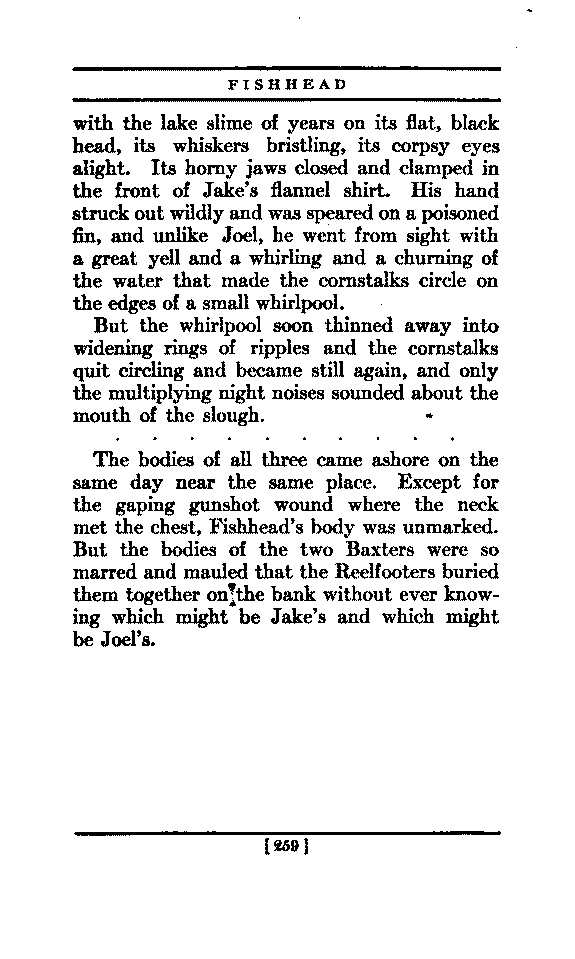 FISHHEAD
with the lake slime of years on its flat, black
head, its whiskers bristling, its corpsy eyes
alight. Its horny jaws closed and clamped in
the front of Jake's flannel shirt. His hand
struck out wildly and was speared on a poisoned
fin, and unlike Joel, he went from sight with
a great yell and a whirling and a churning of
the water that made the cornstalks circle on
the edges of a small whirlpool.
But the whirlpool soon thinned away into
widening rings of ripples and the cornstalks
quit circling and became still again, and only
the multiplying night noises sounded about the
mouth of the slough.
. . . . . . . . . .
The bodies of all three came ashore on the
same day near the same place. Except for
the gaping gunshot wound where the neck
met the chest, Fishhead's body was unmarked.
But the bodies of the two Baxters were so
marred and mauled that the Reelfooters buried
them together on the bank without ever know-
ing which might be Jake's and which might
be Joel's.
[259]